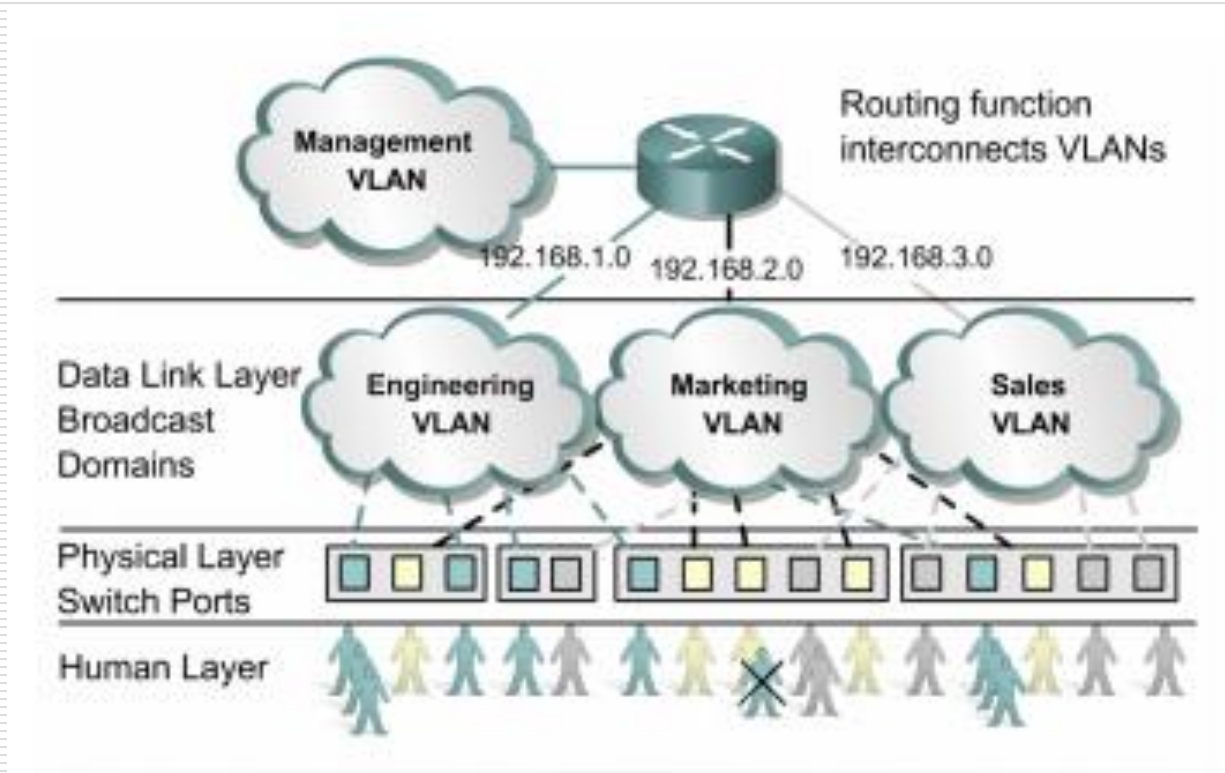 Management
VLAN
Routing function
interconnects VLANs
192.168.1.0
192.168.2.0
192.168.3.0
Data Link Layer
Broadcast
Domains
Engineering
VLAN
Marketing
VLAN
Sales
VLAN
Physical Layer
Switch Ports
Human Layer